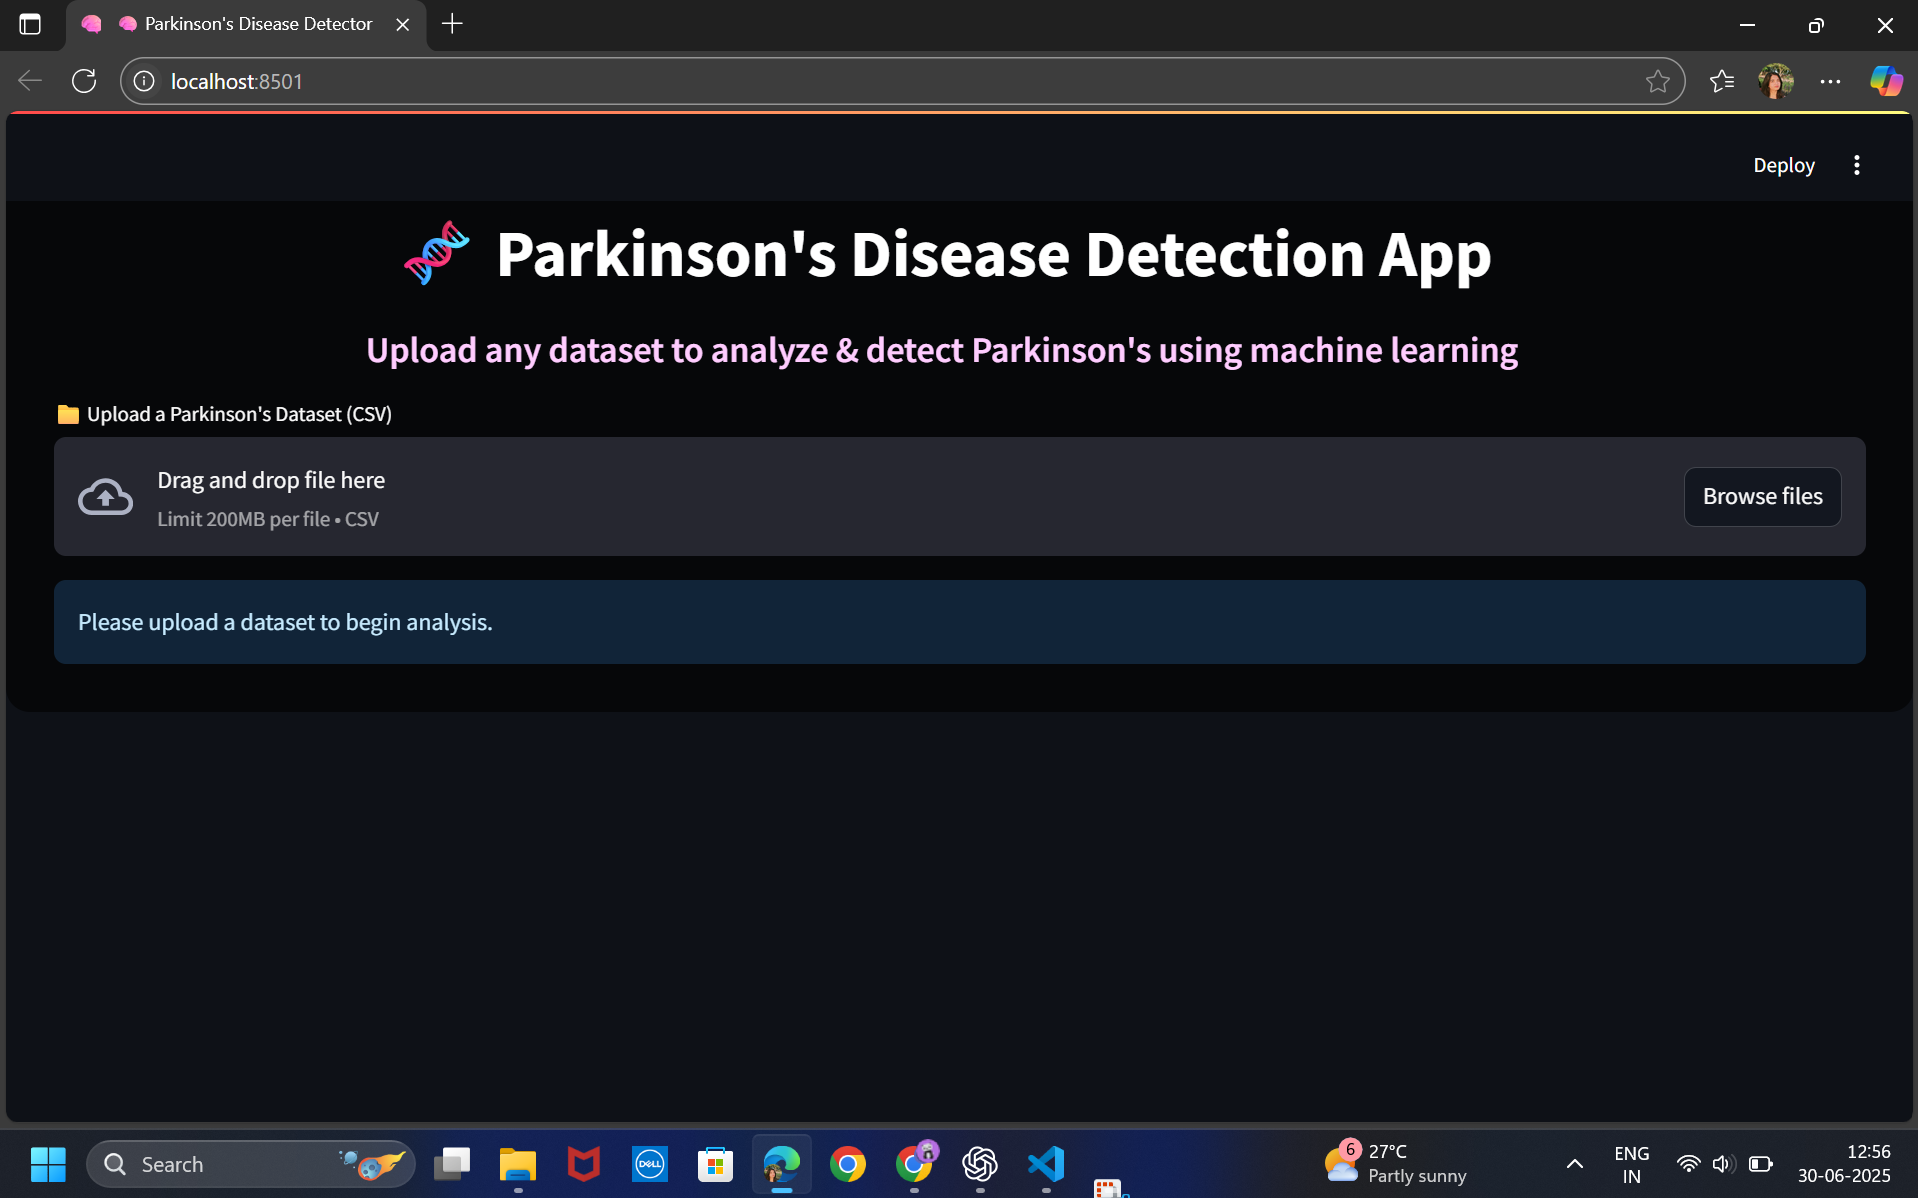 Parkinson's Disease Detector
localhost:8501
Deploy
Parkinson's Disease Detection App
Upload any dataset to analyze & detect Parkinson's using machine learning
Upload a Parkinson's Dataset (CSV)
Drag and drop file here
Limit 200MB per file • CSV
Browse files
Please upload a dataset to begin analysis.
Search
DELL
6
27°C
Partly sunny
ENG
IN
12:56
30-06-2025